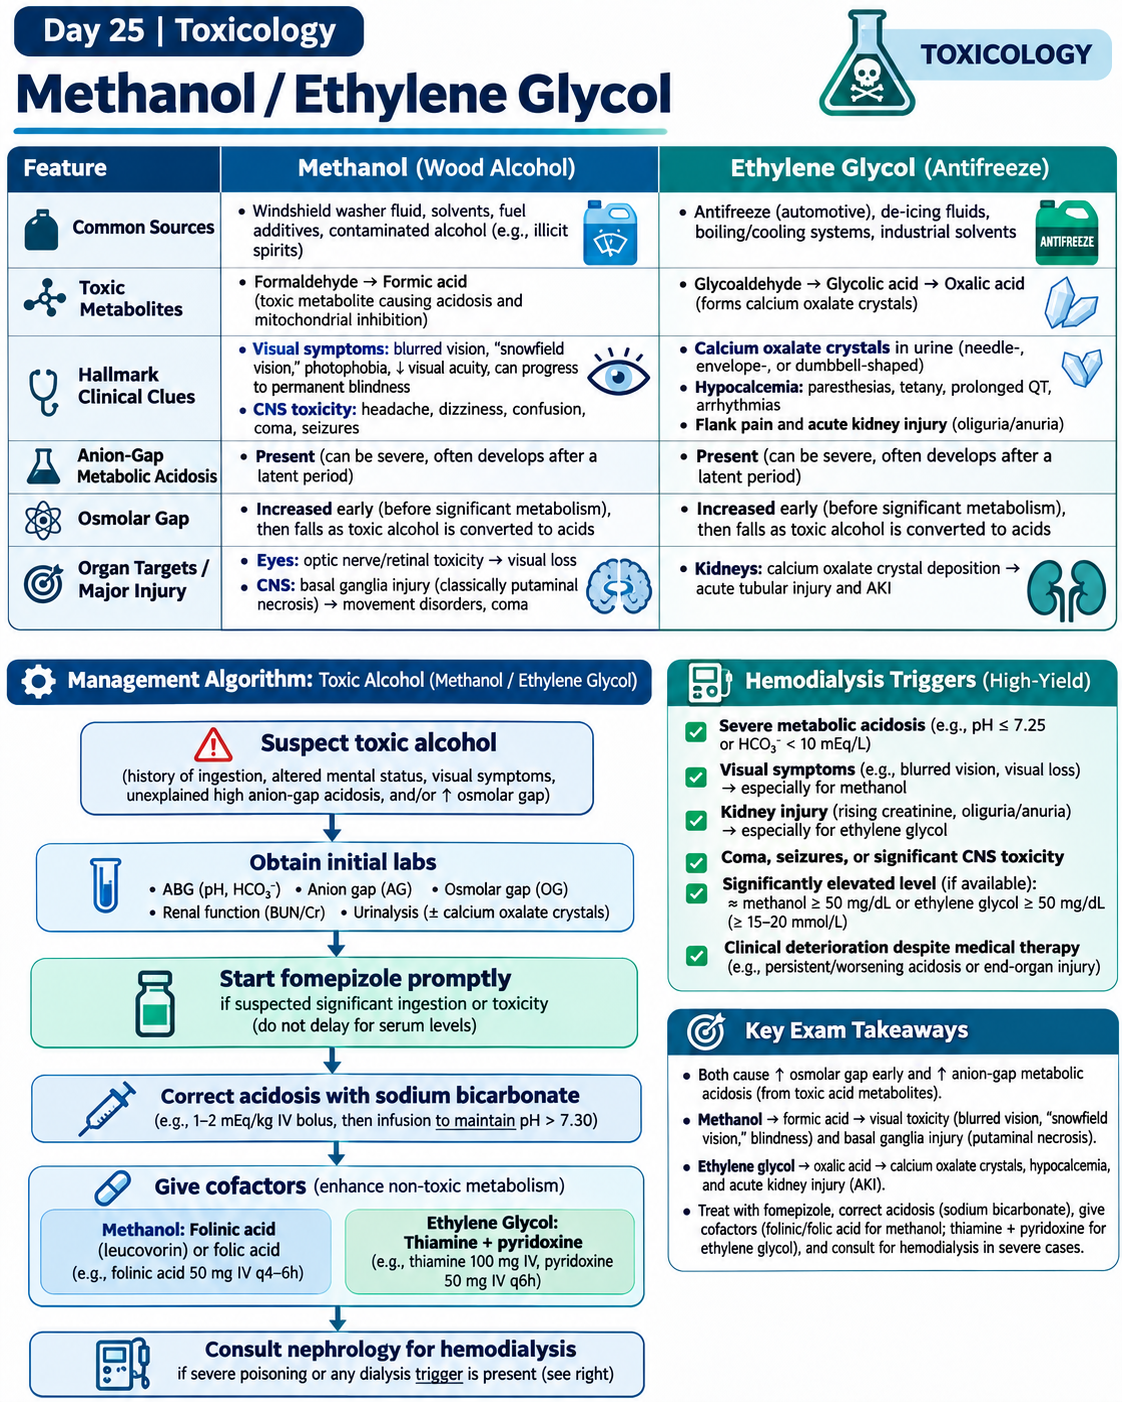 Day 25 | Toxicology
TOXICOLOGY
Methanol / Ethylene Glycol
Feature
Methanol (Wood Alcohol)
Ethylene Glycol (Antifreeze)
Common Sources
• Windshield washer fluid, solvents, fuel
additives, contaminated alcohol (e.g., illicit
spirits)
• Antifreeze (automotive), de-icing fluids,
boiling/cooling systems, industrial solvents
ANTIFREEZE
Toxic
Metabolites
• Formaldehyde → Formic acid
(toxic metabolite causing acidosis and
mitochondrial inhibition)
• Glycoaldehyde → Glycolic acid → Oxalic acid
(forms calcium oxalate crystals)
Hallmark
Clinical Clues
• Visual symptoms: blurred vision, “snowfield
vision,” photophobia, ↓ visual acuity, can progress
to permanent blindness
• CNS toxicity: headache, dizziness, confusion,
coma, seizures
• Calcium oxalate crystals in urine (needle-,
envelope-, or dumbbell-shaped)
• Hypocalcemia: paresthesias, tetany, prolonged QT,
arrhythmias
• Flank pain and acute kidney injury (oliguria/anuria)
Anion-Gap
Metabolic Acidosis
• Present (can be severe, often develops after a
latent period)
• Present (can be severe, often develops after a
latent period)
Osmolar Gap
• Increased early (before significant metabolism),
then falls as toxic alcohol is converted to acids
• Increased early (before significant metabolism),
then falls as toxic alcohol is converted to acids
Organ Targets /
Major Injury
• Eyes: optic nerve/retinal toxicity → visual loss
• CNS: basal ganglia injury (classically putaminal
necrosis) → movement disorders, coma
• Kidneys: calcium oxalate crystal deposition →
acute tubular injury and AKI
Management Algorithm: Toxic Alcohol (Methanol / Ethylene Glycol)
Suspect toxic alcohol
(history of ingestion, altered mental status, visual symptoms,
unexplained high anion-gap acidosis, and/or ↑ osmolar gap)
Obtain initial labs
• ABG (pH, HCO₃⁻) • Anion gap (AG) • Osmolar gap (OG)
• Renal function (BUN/Cr) • Urinalysis (± calcium oxalate crystals)
Start fomepizole promptly
if suspected significant ingestion or toxicity
(do not delay for serum levels)
Correct acidosis with sodium bicarbonate
(e.g., 1–2 mEq/kg IV bolus, then infusion to maintain pH > 7.30)
Give cofactors (enhance non-toxic metabolism)
Methanol: Folinic acid
(leucovorin) or folic acid
(e.g., folinic acid 50 mg IV q4–6h)
Ethylene Glycol:
Thiamine + pyridoxine
(e.g., thiamine 100 mg IV, pyridoxine
50 mg IV q6h)
Consult nephrology for hemodialysis
if severe poisoning or any dialysis trigger is present (see right)
Hemodialysis Triggers (High-Yield)
Severe metabolic acidosis (e.g., pH ≤ 7.25
or HCO₃⁻ < 10 mEq/L)
Visual symptoms (e.g., blurred vision, visual loss)
→ especially for methanol
Kidney injury (rising creatinine, oliguria/anuria)
→ especially for ethylene glycol
Coma, seizures, or significant CNS toxicity
Significantly elevated level (if available):
≈ methanol ≥ 50 mg/dL or ethylene glycol ≥ 50 mg/dL
(≥ 15–20 mmol/L)
Clinical deterioration despite medical therapy
(e.g., persistent/worsening acidosis or end-organ injury)
Key Exam Takeaways
• Both cause ↑ osmolar gap early and ↑ anion-gap metabolic
acidosis (from toxic acid metabolites).
• Methanol → formic acid → visual toxicity (blurred vision, “snowfield
vision,” blindness) and basal ganglia injury (putaminal necrosis).
• Ethylene glycol → oxalic acid → calcium oxalate crystals, hypocalcemia,
and acute kidney injury (AKI).
• Treat with fomepizole, correct acidosis (sodium bicarbonate), give
cofactors (folinic/folic acid for methanol; thiamine + pyridoxine for
ethylene glycol), and consult for hemodialysis in severe cases.